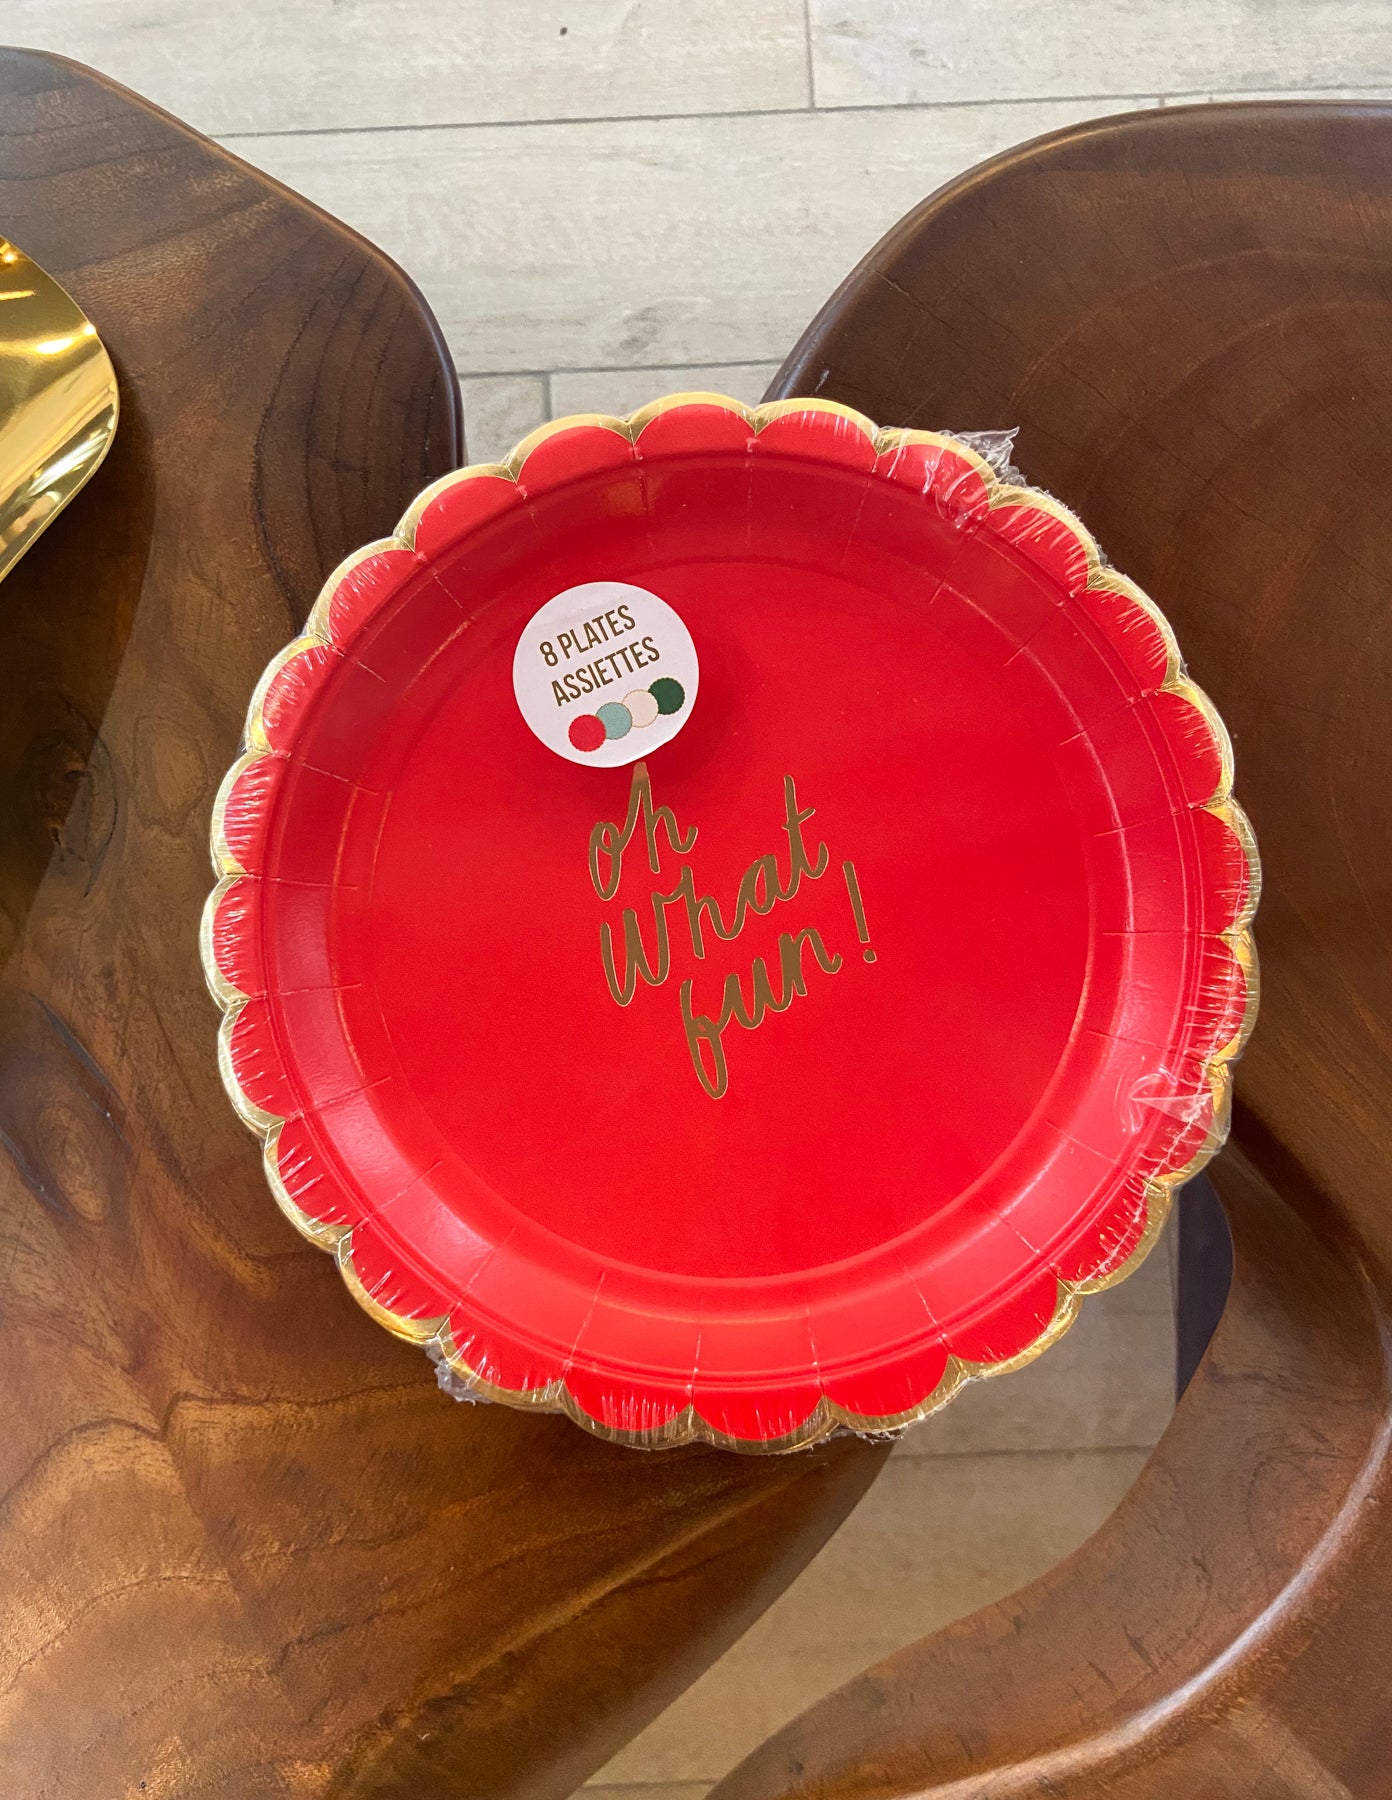 8 PLATES
ASSIETTES
oh
what
fun!